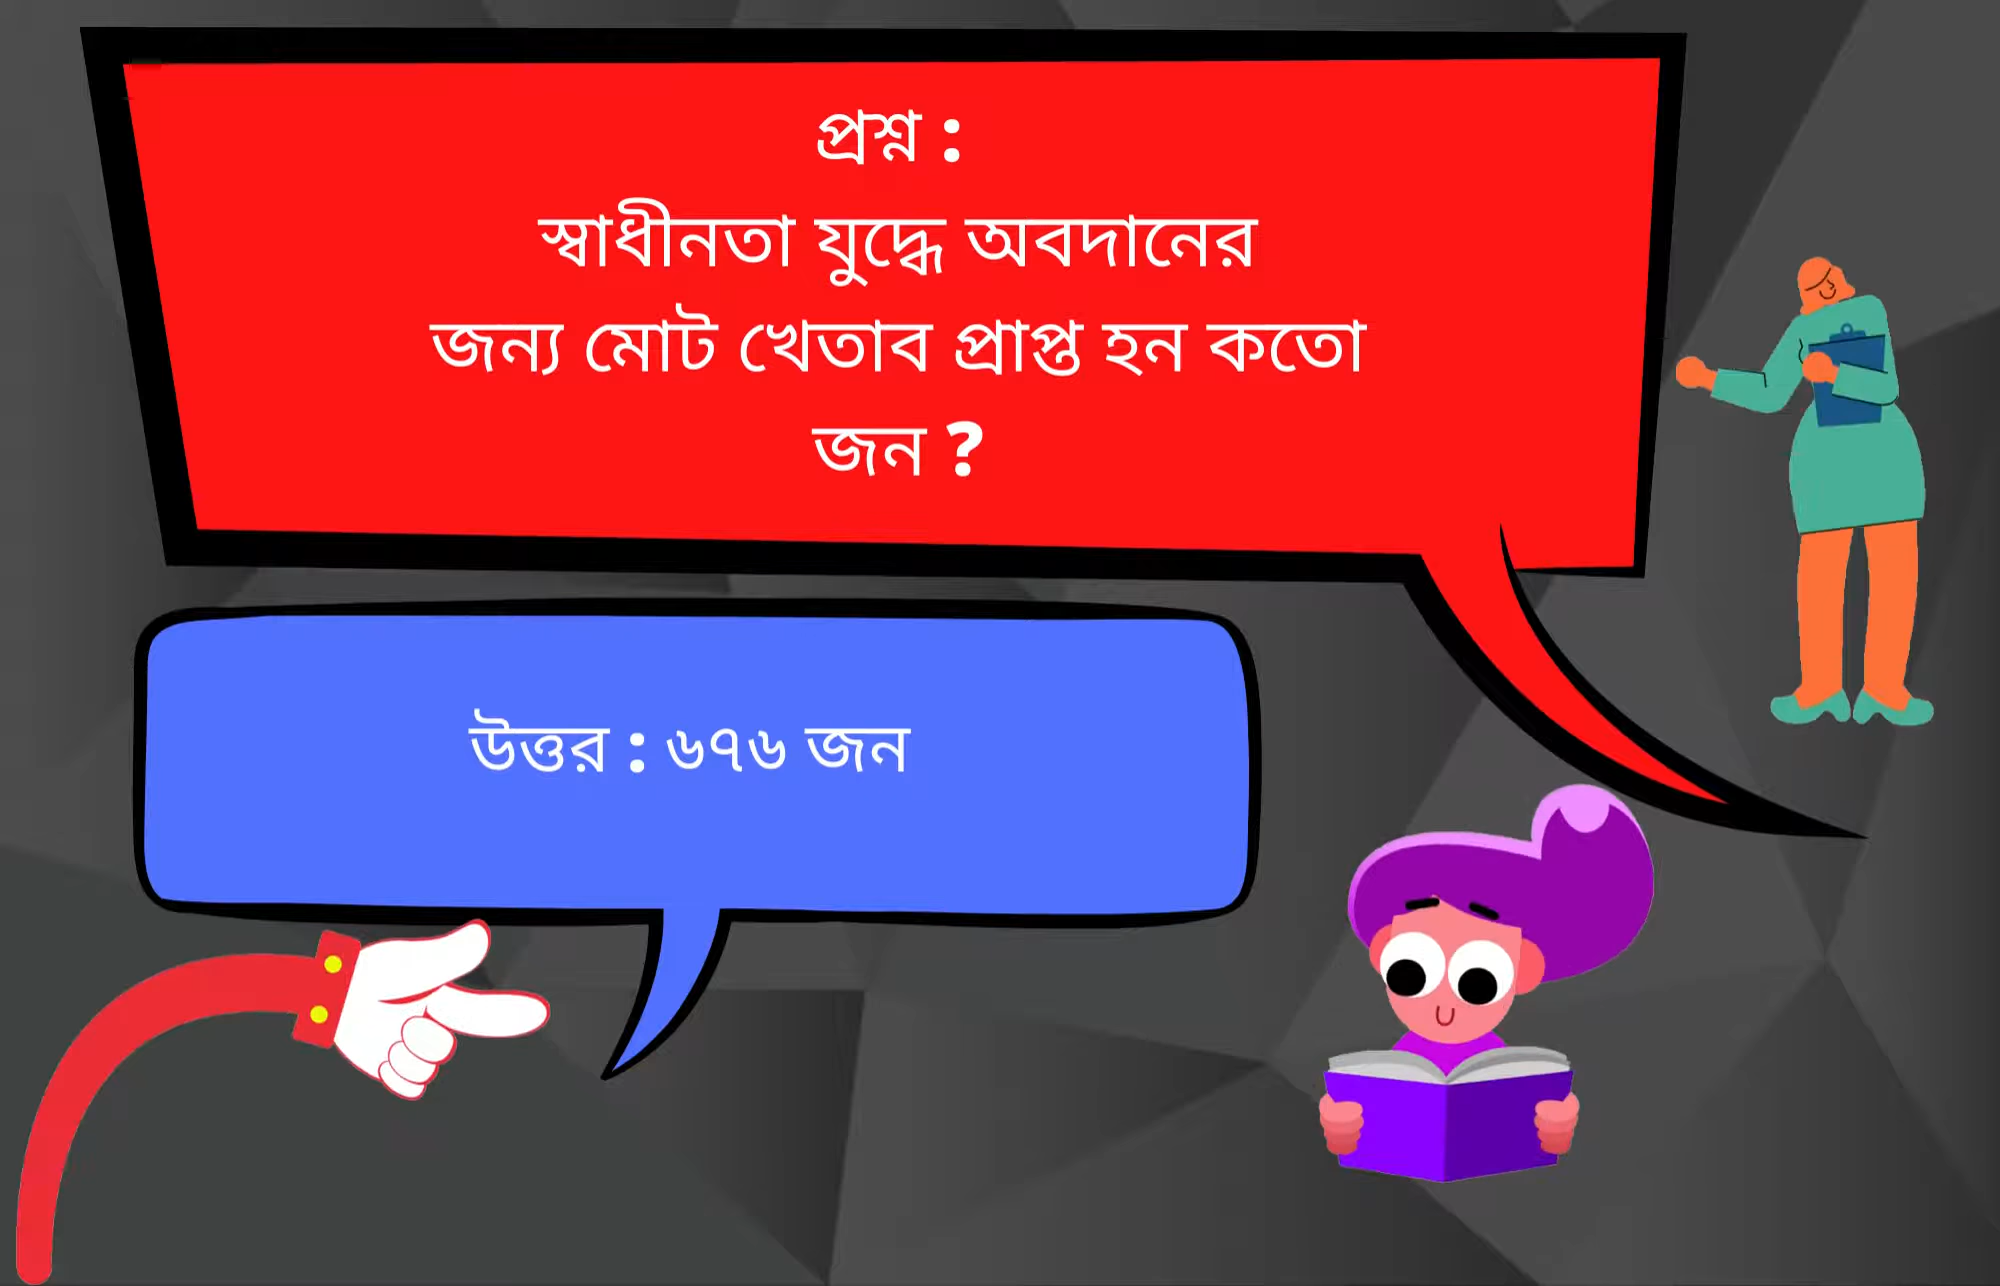 প্রশ্ন :
স্বাধীনতা যুদ্ধে অবদানের
জন্য মোট খেতাব প্রাপ্ত হন কতো
জন ?
উত্তর : ৬৭৬ জন